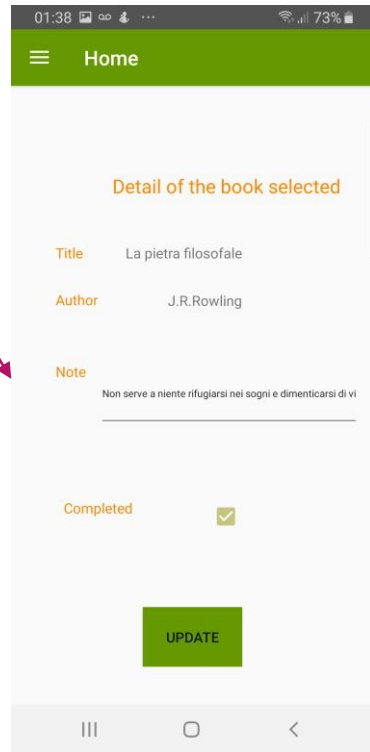 01:38 73%
Home
Detail of the book selected
Title La pietra filosofale
Author J.R.Rowling
Note
Non serve a niente rifugiarsi nei sogni e dimenticarsi di vi
Completed
UPDATE